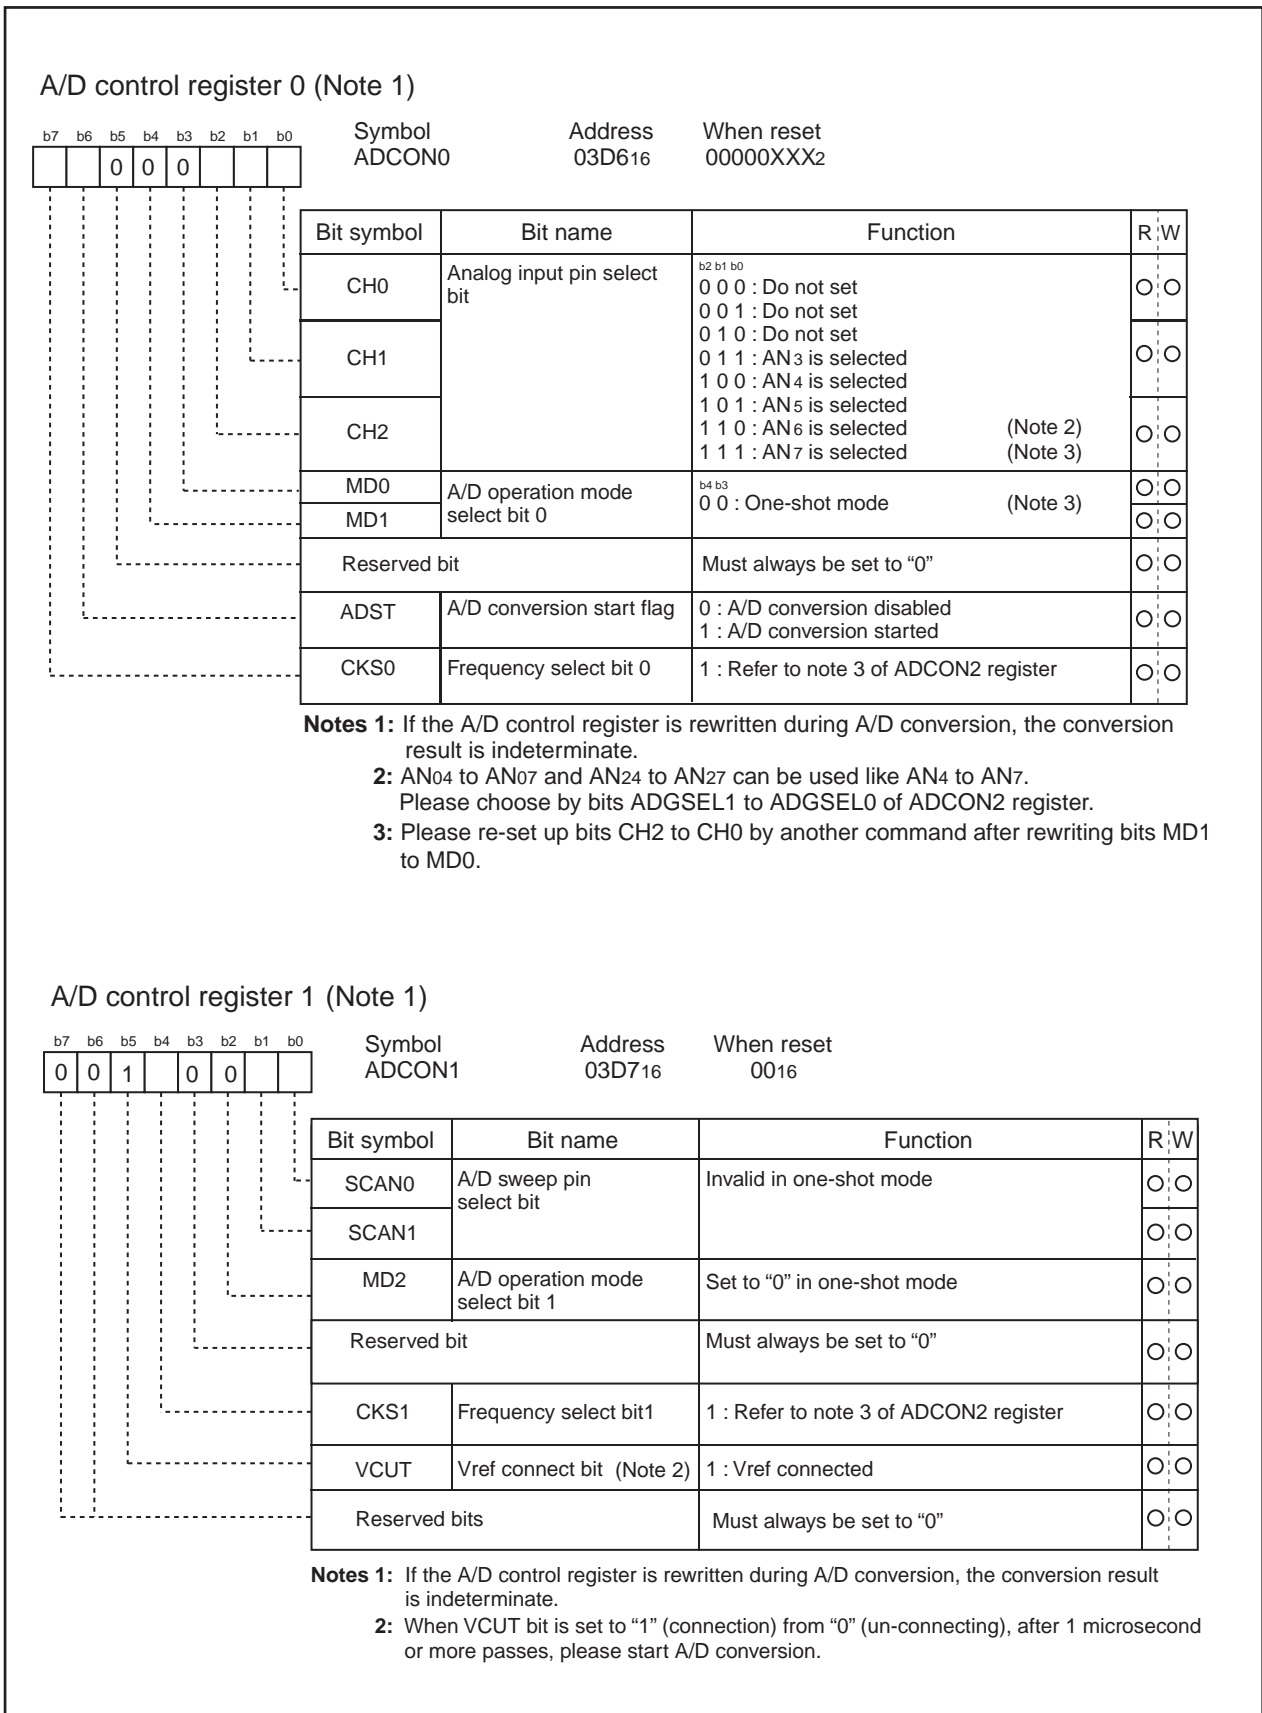 A/D control register 0 (Note 1)
b7 b6 b5 b4 b3 b2 b1 b0
0 0 0
Symbol Address When reset
ADCON0 03D616 00000XXX2
Bit symbol Bit name Function R W
CH0 Analog input pin select bit
b2 b1 b0
0 0 0 : Do not set
0 0 1 : Do not set
0 1 0 : Do not set
CH1
0 1 1 : AN3 is selected
1 0 0 : AN4 is selected
1 0 1 : AN5 is selected
CH2
1 1 0 : AN6 is selected (Note 2)
1 1 1 : AN7 is selected (Note 3)
MD0 A/D operation mode
MD1 select bit 0
b4 b3
0 0 : One-shot mode (Note 3)
Reserved bit Must always be set to “0”
ADST A/D conversion start flag 0 : A/D conversion disabled
1 : A/D conversion started
CKS0 Frequency select bit 0 1 : Refer to note 3 of ADCON2 register
Notes 1: If the A/D control register is rewritten during A/D conversion, the conversion
result is indeterminate.
2: AN04 to AN07 and AN24 to AN27 can be used like AN4 to AN7.
Please choose by bits ADGSEL1 to ADGSEL0 of ADCON2 register.
3: Please re-set up bits CH2 to CH0 by another command after rewriting bits MD1
to MD0.
A/D control register 1 (Note 1)
b7 b6 b5 b4 b3 b2 b1 b0
0 0 1 0 0
Symbol Address When reset
ADCON1 03D716 0016
Bit symbol Bit name Function R W
SCAN0 A/D sweep pin Invalid in one-shot mode
select bit
SCAN1
MD2 A/D operation mode Set to “0” in one-shot mode
select bit 1
Reserved bit Must always be set to “0”
CKS1 Frequency select bit1 1 : Refer to note 3 of ADCON2 register
VCUT Vref connect bit (Note 2) 1 : Vref connected
Reserved bits Must always be set to “0”
Notes 1: If the A/D control register is rewritten during A/D conversion, the conversion result
is indeterminate.
2: When VCUT bit is set to “1” (connection) from “0” (un-connecting), after 1 microsecond
or more passes, please start A/D conversion.